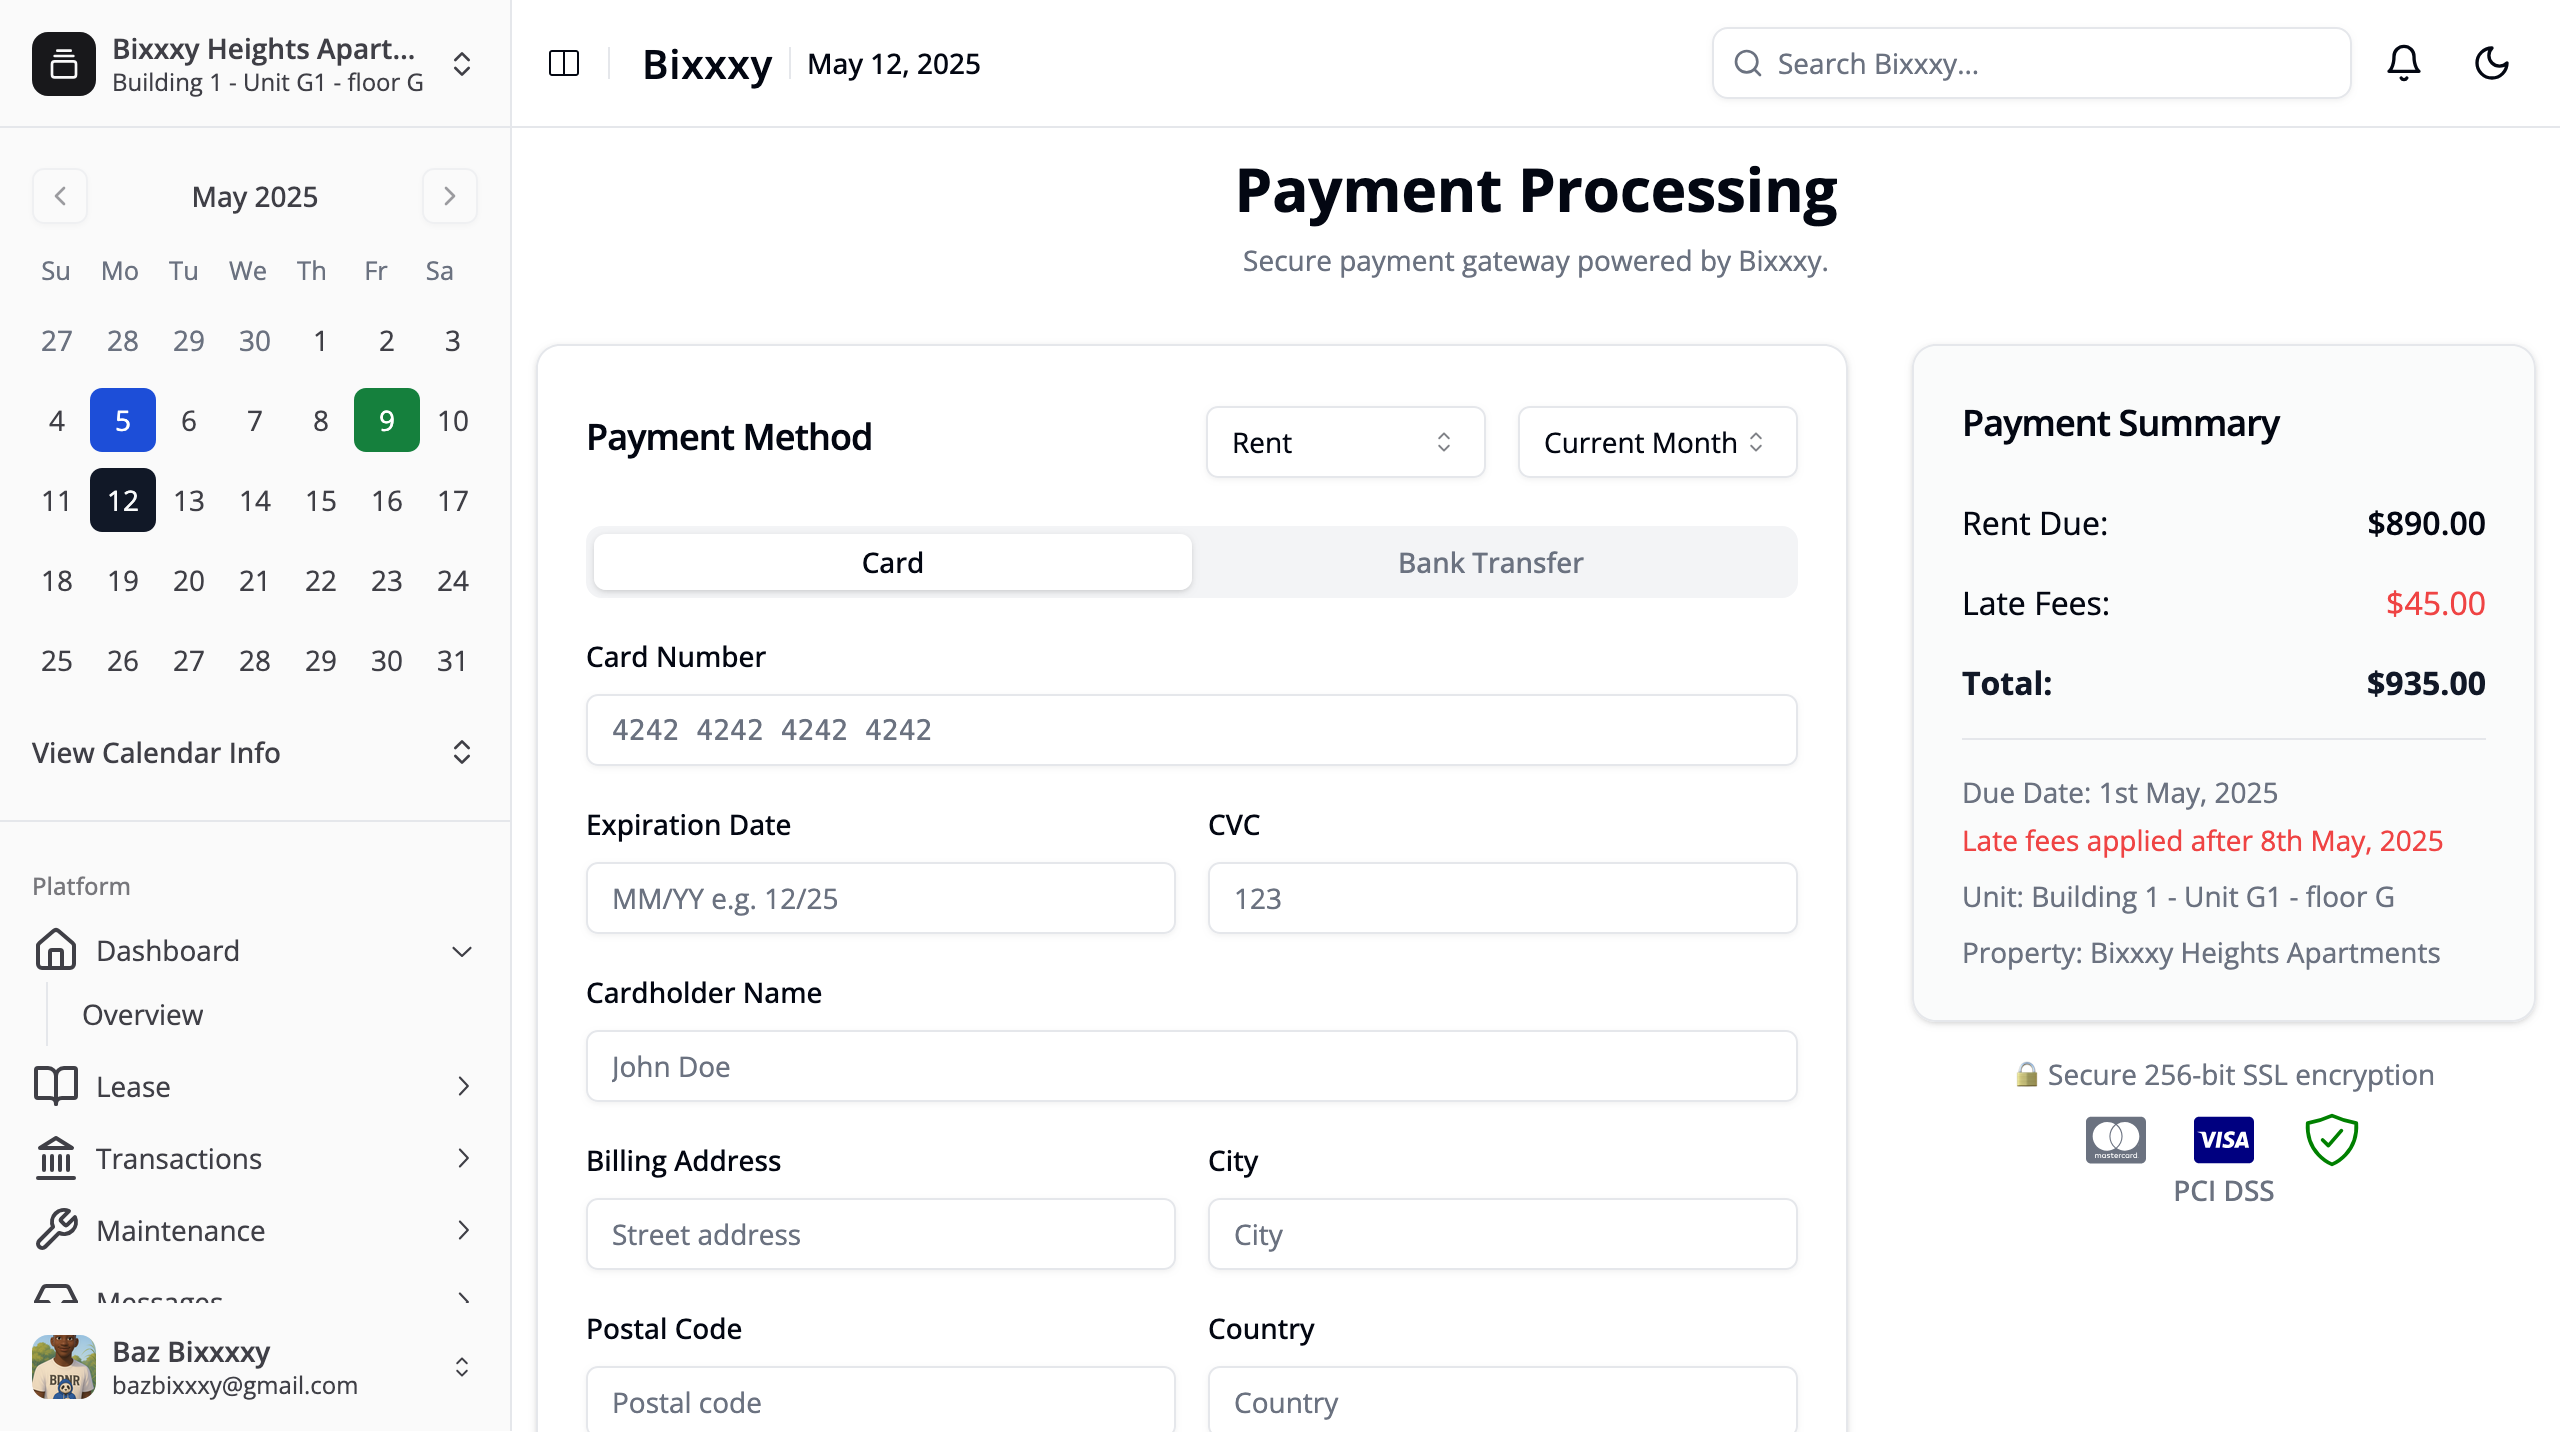 Bixxxy Heights Apart...
Building 1 - Unit G1 - floor G
Bixxxy
May 12, 2025
Search Bixxxy...
May 2025
Su Mo Tu We Th Fr Sa
27 28 29 30 1 2 3
4 5 6 7 8 9 10
11 12 13 14 15 16 17
18 19 20 21 22 23 24
25 26 27 28 29 30 31
View Calendar Info
Platform
Dashboard
Overview
Lease
Transactions
Maintenance
Messages
Baz Bixxxxy
bazbixxxy@gmail.com
Payment Processing
Secure payment gateway powered by Bixxxy.
Payment Method
Rent
Current Month
Card
Bank Transfer
Card Number
4242 4242 4242 4242
Expiration Date
CVC
MM/YY e.g. 12/25
123
Cardholder Name
John Doe
Billing Address
City
Street address
City
Postal Code
Country
Postal code
Country
Payment Summary
Rent Due: $890.00
Late Fees: $45.00
Total: $935.00
Due Date: 1st May, 2025
Late fees applied after 8th May, 2025
Unit: Building 1 - Unit G1 - floor G
Property: Bixxxy Heights Apartments
🔒 Secure 256-bit SSL encryption
mastercard
VISA
PCI DSS